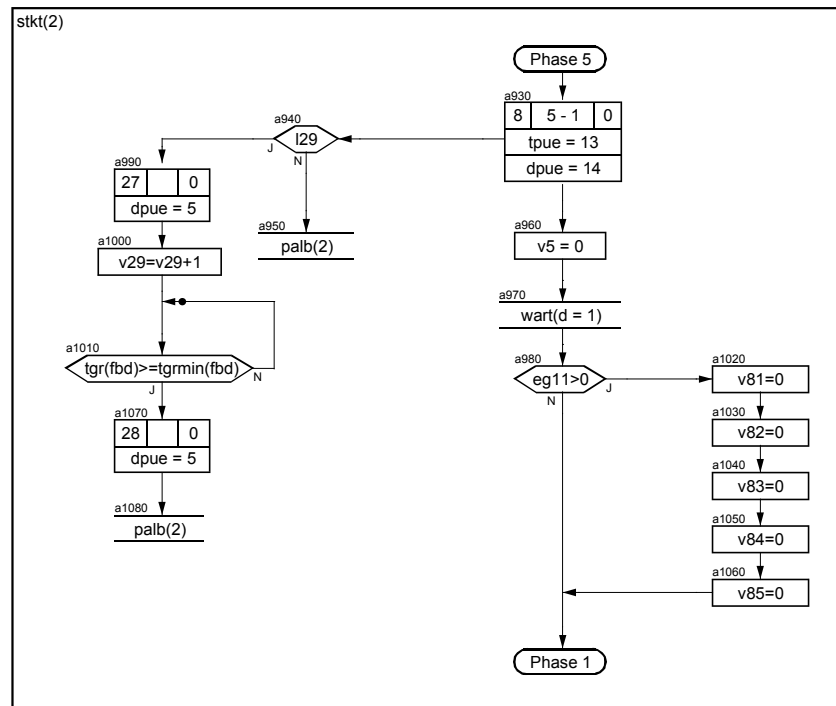 stkt(2)
Phase 5
a930
8 5 - 1 0
tpue = 13
dpue = 14
a940
l29
J
N
a990
27 0
dpue = 5
a950
palb(2)
a960
v5 = 0
a1000
v29=v29+1
a970
wart(d = 1)
a1010
tgr(fbd)>=tgrmin(fbd)
N
J
a980
eg11>0
J
N
a1020
v81=0
a1030
v82=0
a1070
28 0
dpue = 5
a1040
v83=0
a1080
palb(2)
a1050
v84=0
a1060
v85=0
Phase 1